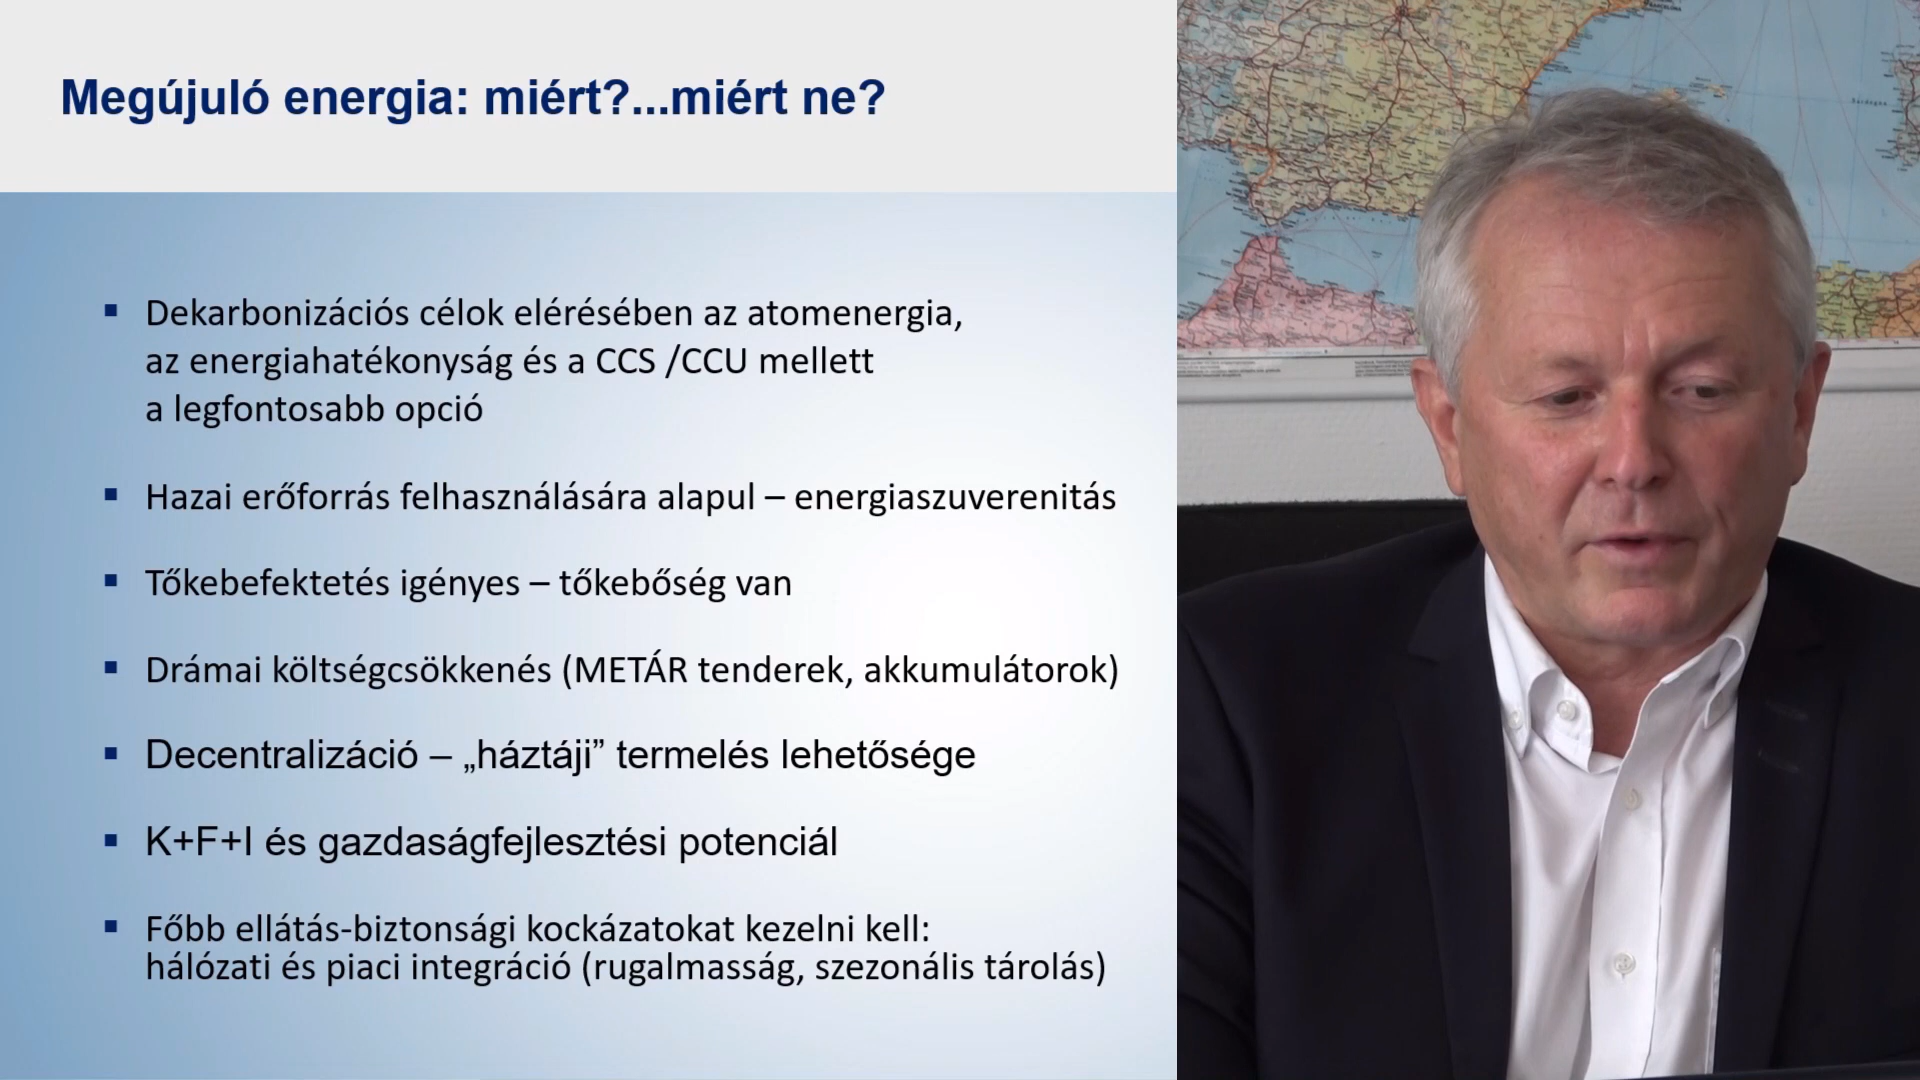 Megújuló energia: miért?...miért ne?
Dekarbonizációs célok elérésében az atomenergia,
az energiahatékonyság és a CCS /CCU mellett
a legfontosabb opció
Hazai erőforrás felhasználására alapul – energiaszuverenitás
Tőkebefektetés igényes – tőkebőség van
Drámai költségcsökkenés (METÁR tenderek, akkumulátorok)
Decentralizáció – „háztáji” termelés lehetősége
K+F+I és gazdaságfejlesztési potenciál
Főbb ellátás-biztonsági kockázatokat kezelni kell:
hálózati és piaci integráció (rugalmasság, szezonális tárolás)